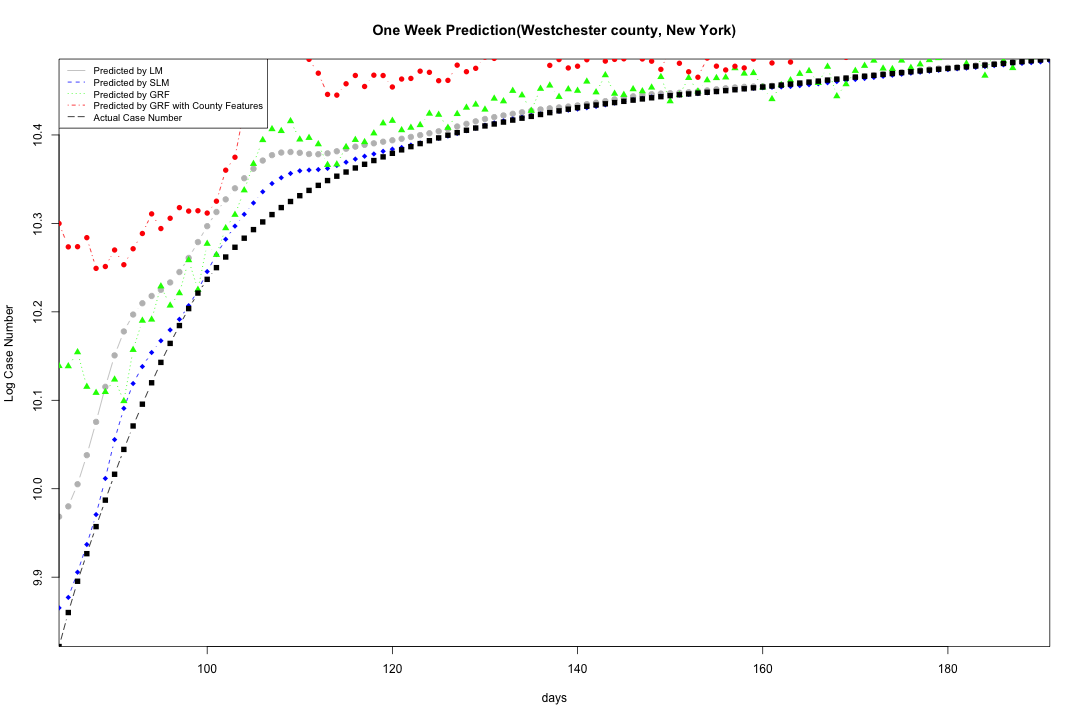 One Week Prediction(Westchester county, New York)
Predicted by LM
Predicted by SLM
Predicted by GRF
Predicted by GRF with County Features
Actual Case Number
Log Case Number
10.4
10.3
10.2
10.1
10.0
9.9
100 120 140 160 180
days